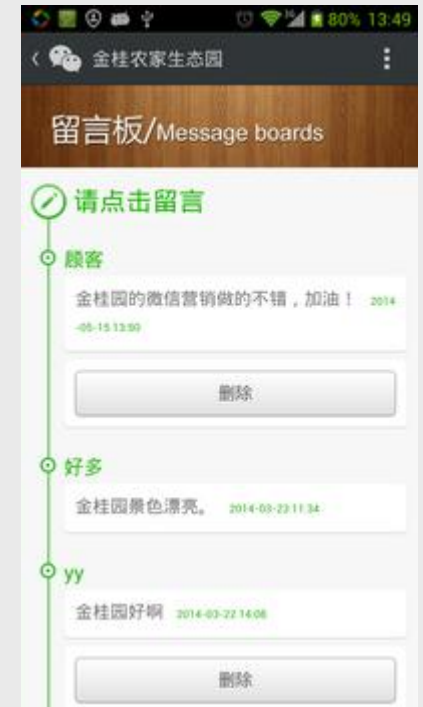 80% 13:49
金桂农家生态园
留言板/Message boards
请点击留言
顾客
金桂园的微信营销做的不错，加油！ 2014
-05-15 13:50
删除
好多
金桂园景色漂亮。 2014-03-23 11:34
yy
金桂园好啊 2014-03-22 14:06
删除